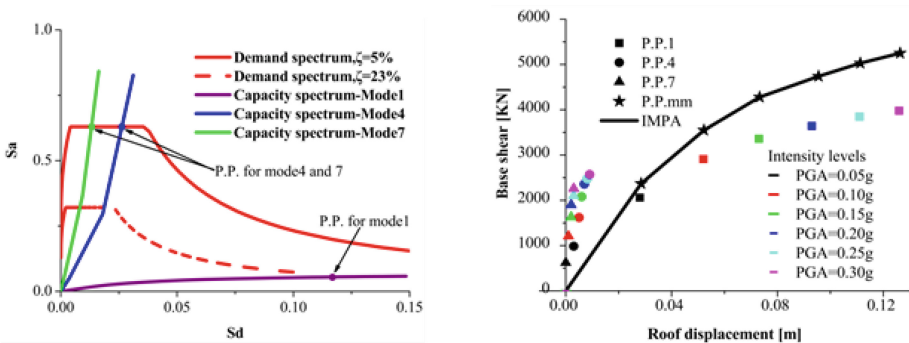 1.0
0.5
0.0
Sa
Demand spectrum,ζ=5%
Demand spectrum,ζ=23%
Capacity spectrum-Mode1
Capacity spectrum-Mode4
Capacity spectrum-Mode7
P.P. for mode4 and 7
P.P. for mode1
0.00
0.05
0.10
0.15
Sd
6000
5000
4000
3000
2000
1000
0
Base shear [KN]
P.P.1
P.P.4
P.P.7
P.P.mm
IMPA
Intensity levels
PGA=0.05g
PGA=0.10g
PGA=0.15g
PGA=0.20g
PGA=0.25g
PGA=0.30g
0.00
0.04
0.08
0.12
Roof displacement [m]